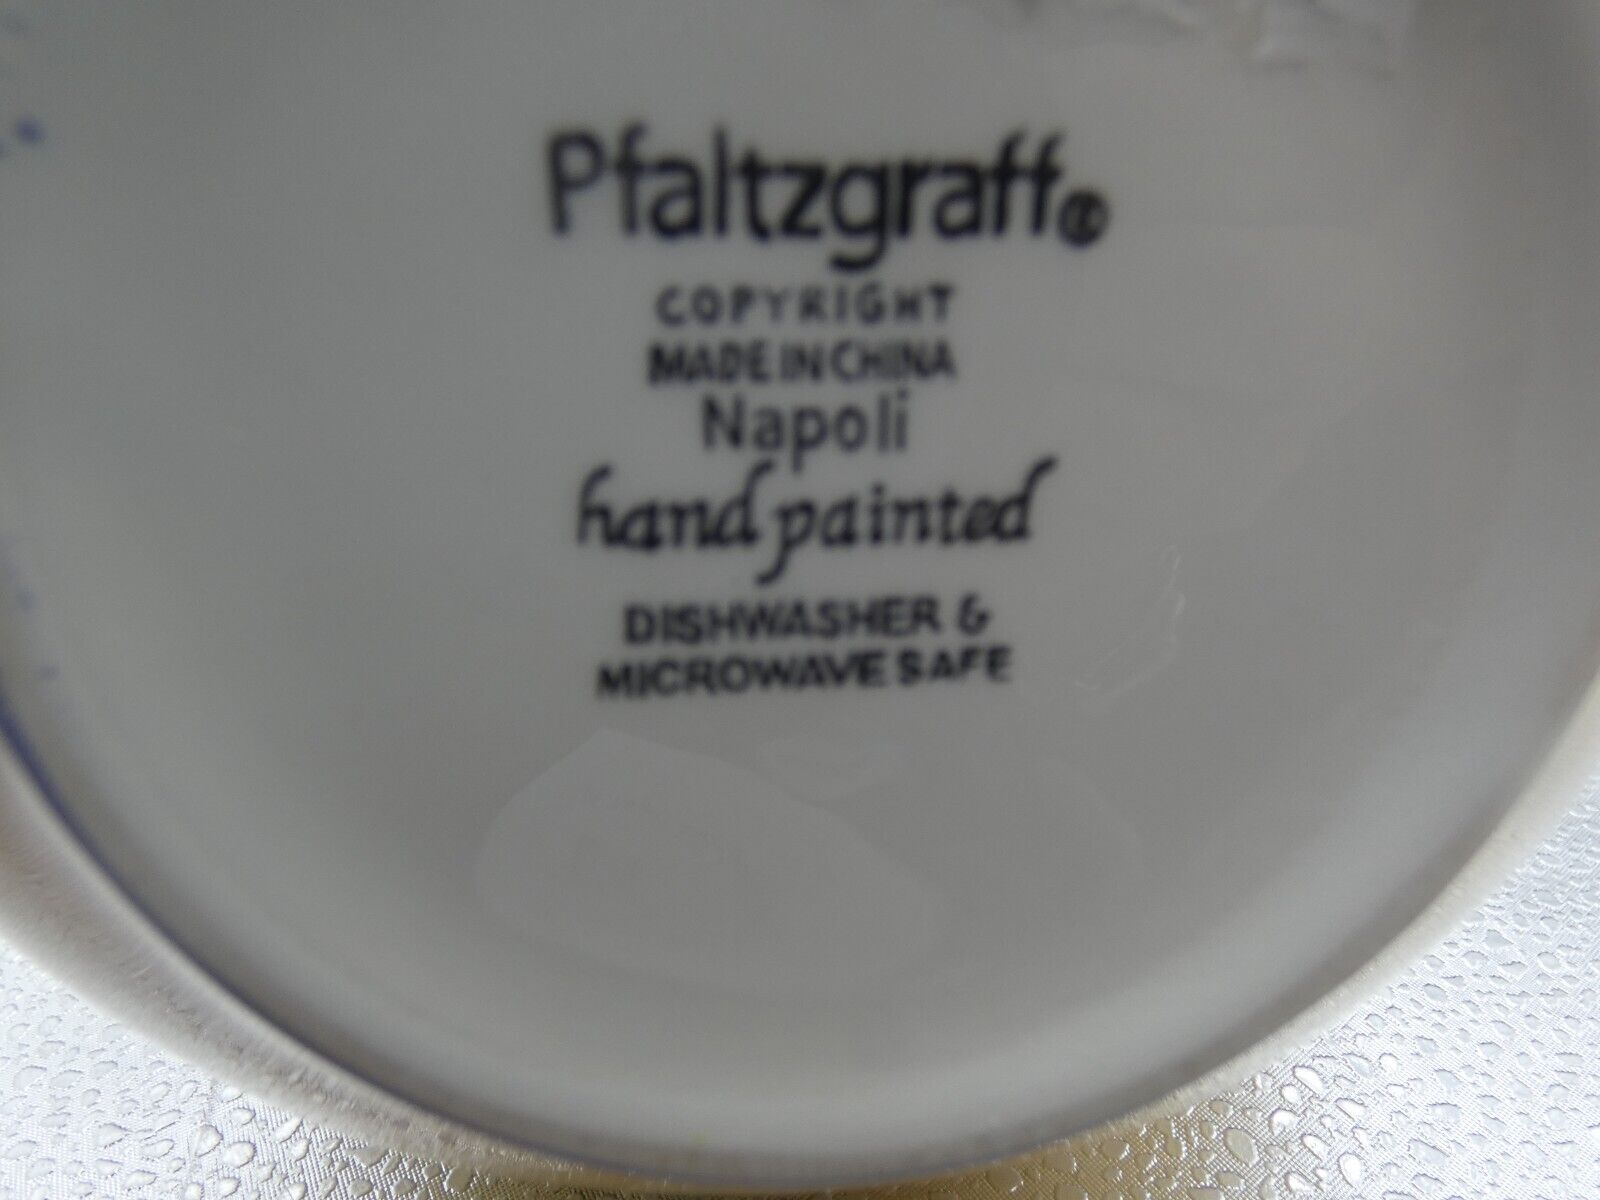 Pfaltzgraff®
COPYRIGHT
MADE IN CHINA
Napoli
hand painted
DISHWASHER &
MICROWAVE SAFE